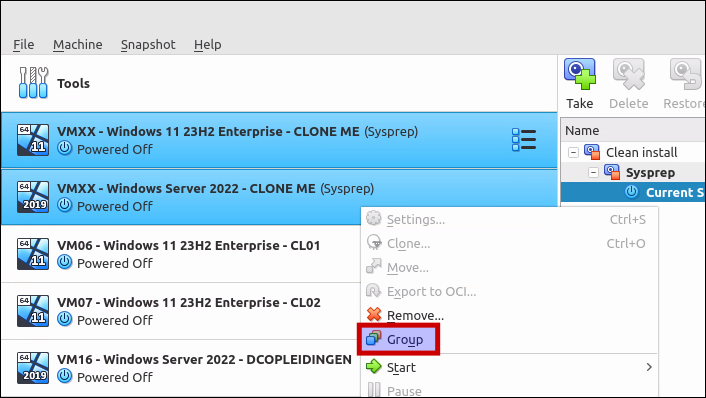 File Machine Snapshot Help
Tools
Take Delete Restore
Name
64 11 VMXX - Windows 11 23H2 Enterprise - CLONE ME (Sysprep)
Powered Off
Clean install
Sysprep
Current S
64 2019 VMXX - Windows Server 2022 - CLONE ME (Sysprep)
Powered Off
64 11 VM06 - Windows 11 23H2 Enterprise - CL01
Powered Off
64 11 VM07 - Windows 11 23H2 Enterprise - CL02
Powered Off
64 2019 VM16 - Windows Server 2022 - DCOPLEIDINGEN
Powered Off
Settings... Ctrl+S
Clone... Ctrl+O
Move...
Export to OCI...
Remove...
Group
Start
Pause